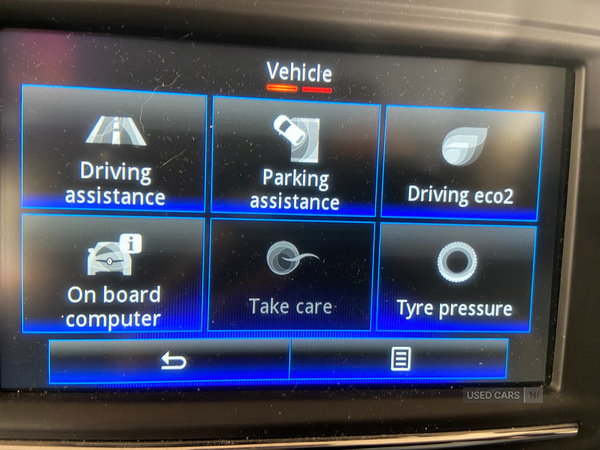 Vehicle
Driving
assistance
Parking
assistance
Driving eco2
i
On board
computer
Take care
Tyre pressure
USED CARS NI